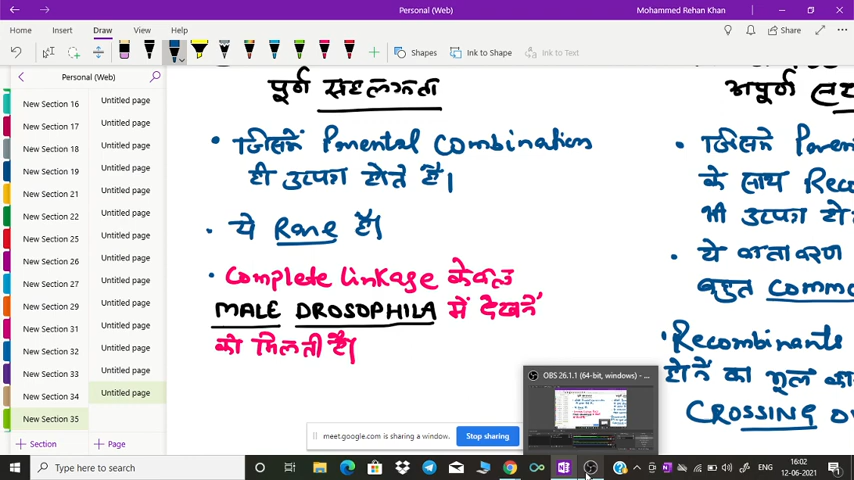 Personal (Web)
Mohammed Rehan Khan
Home Insert Draw View Help
Share
Shapes
Ink to Shape
Ink to Text
Personal (Web)
New Section 16
New Section 17
New Section 18
New Section 19
New Section 21
New Section 22
New Section 25
New Section 26
New Section 29
New Section 31
New Section 32
New Section 33
New Section 34
New Section 35
Untitled page
Untitled page
Untitled page
Untitled page
Untitled page
Untitled page
Untitled page
Untitled page
Untitled page
Untitled page
Untitled page
Untitled page
Untitled page
Untitled page
Section
Page
पूर्ण सहलग्नता
• जिसमें Parental Combination
ही उत्पन्न होते है।
• ये Rare है।
• Complete linkage केवल
MALE DROSOPHILA में देखने
को मिलती है।
अपूर्ण
• जिसमें
के साथ
भी उत्पन्न
• ये वातावरण
बहुत
• Recombinants
होने का मूल
CROSSING
OBS 26.1.1 (64-bit, windows) - ...
meet.google.com is sharing a window.
Stop sharing
Type here to search
ENG
16:02
12-06-2021